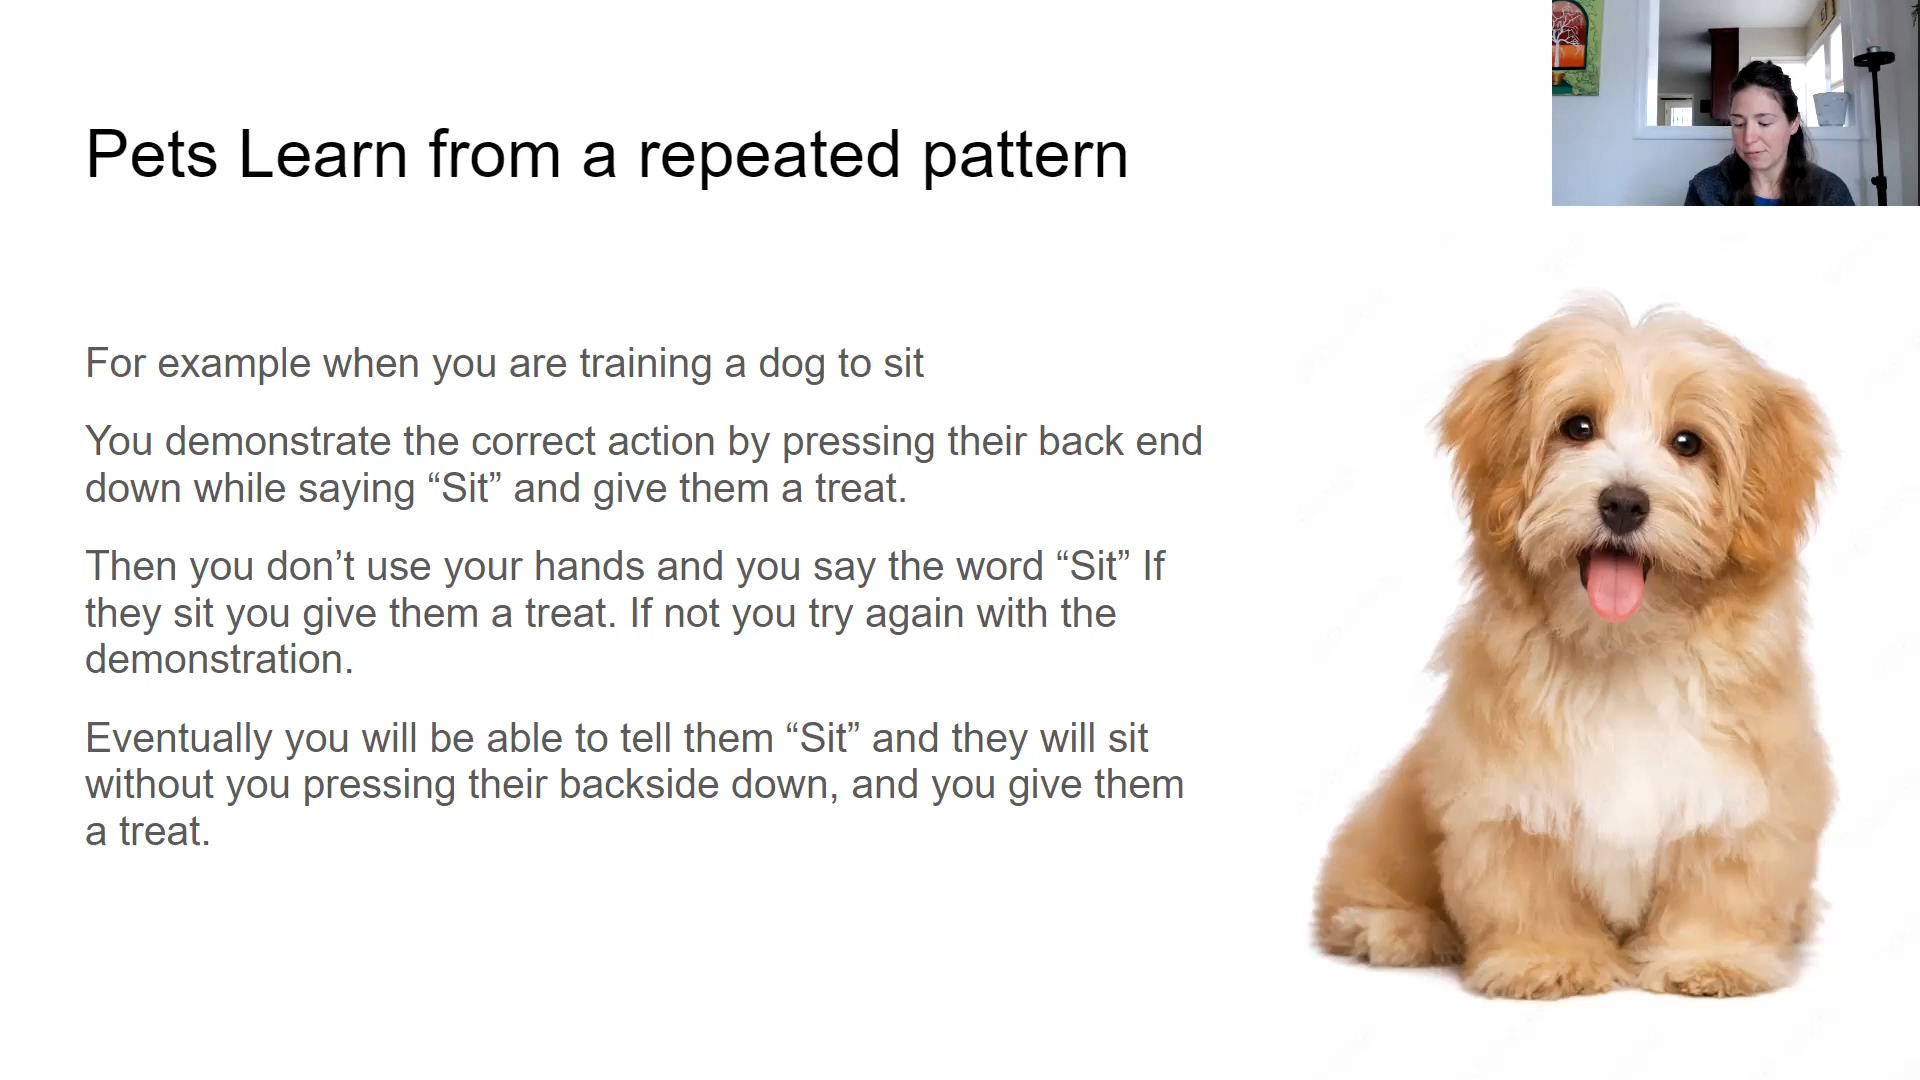 Pets Learn from a repeated pattern
For example when you are training a dog to sit
You demonstrate the correct action by pressing their back end
down while saying “Sit” and give them a treat.
Then you don’t use your hands and you say the word “Sit” If
they sit you give them a treat. If not you try again with the
demonstration.
Eventually you will be able to tell them “Sit” and they will sit
without you pressing their backside down, and you give them
a treat.